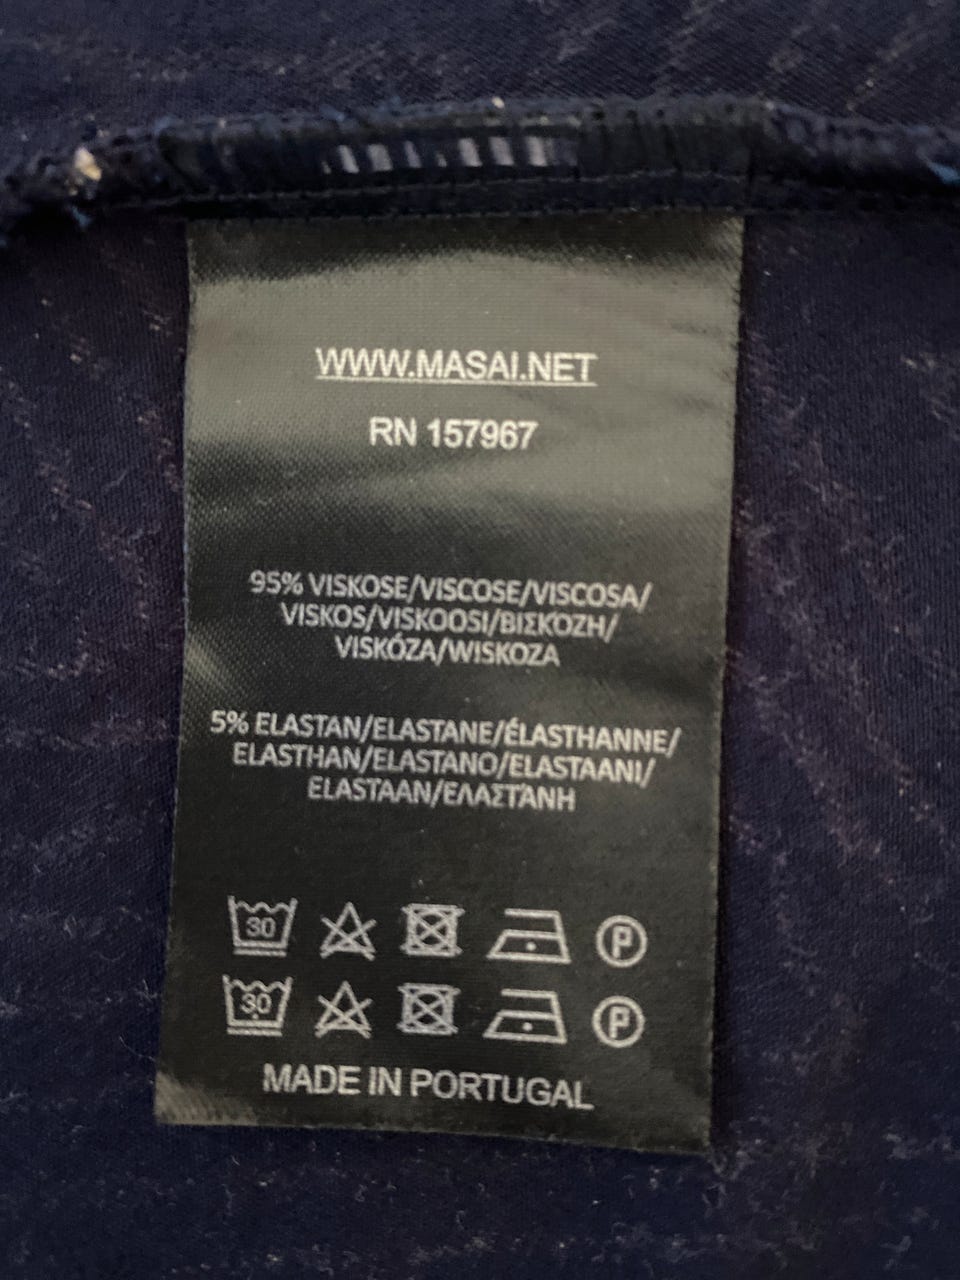 WWW.MASAI.NET
RN 157967
95% VISKOSE/VISCOSE/VISCOSA/
VISKOS/VISKOOSI/ΒΙΣΚΌΖΗ/
VISKÓZA/WISKOZA
5% ELASTAN/ELASTANE/ÉLASTHANNE/
ELASTHAN/ELASTANO/ELASTAANI/
ELASTAAN/ΕΛΑΣΤΆΝΗ
30 P
30 P
MADE IN PORTUGAL